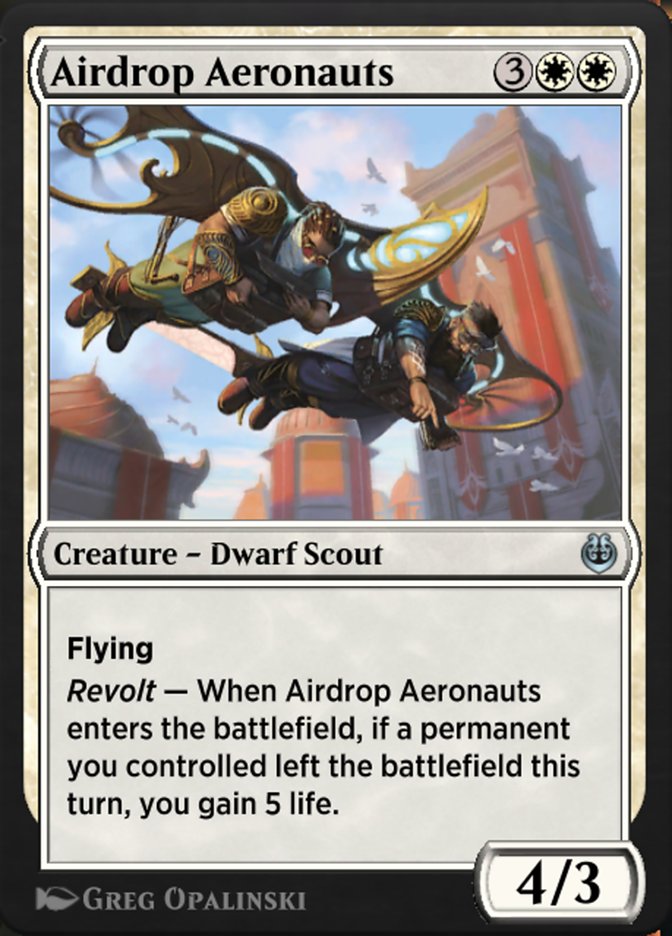 Airdrop Aeronauts 3
Creature – Dwarf Scout
Flying
Revolt — When Airdrop Aeronauts
enters the battlefield, if a permanent
you controlled left the battlefield this
turn, you gain 5 life.
4/3
Greg Opalinski